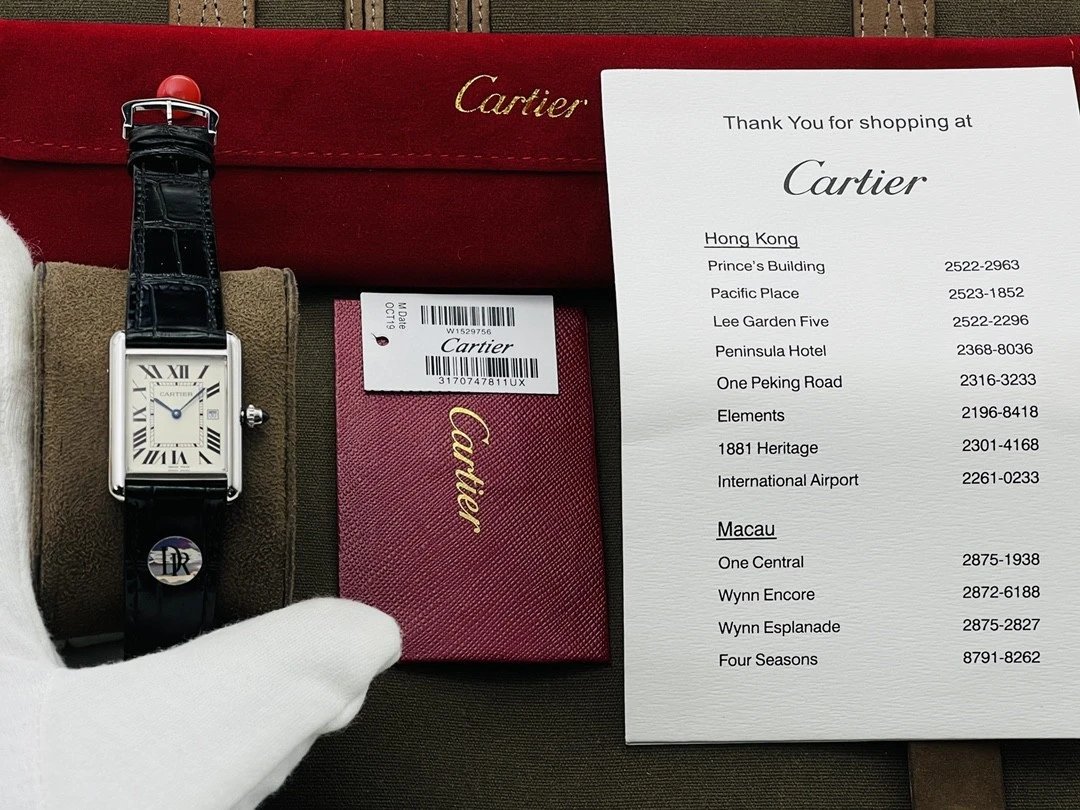 Cartier
Thank You for shopping at
Cartier
Hong Kong
Prince's Building 2522-2963
Pacific Place 2523-1852
Lee Garden Five 2522-2296
Peninsula Hotel 2368-8036
One Peking Road 2316-3233
Elements 2196-8418
1881 Heritage 2301-4168
International Airport 2261-0233
Macau
One Central 2875-1938
Wynn Encore 2872-6188
Wynn Esplanade 2875-2827
Four Seasons 8791-8262
M Date
OCT19
W1529756
Cartier
3170747811UX
Cartier
XII
CARTIER
DR